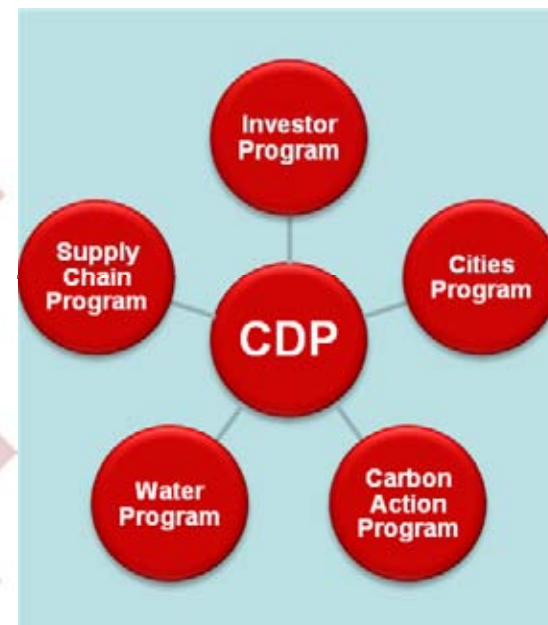 Investor
Program
Supply
Chain
Program
Cities
Program
CDP
Water
Program
Carbon
Action
Program